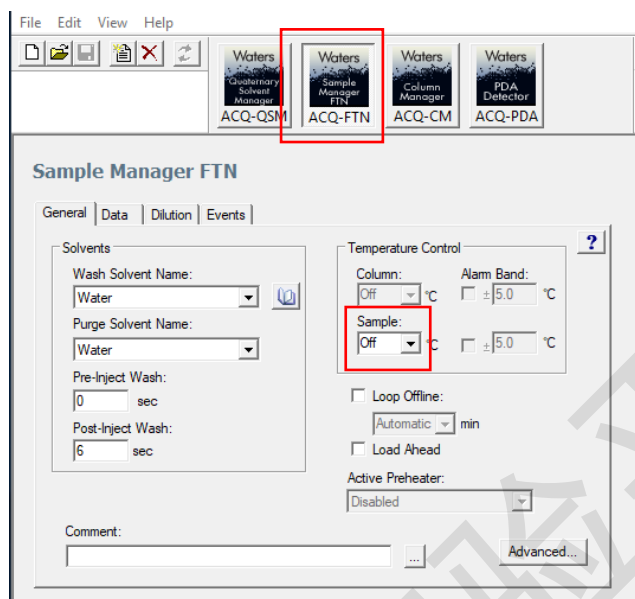 File Edit View Help
Waters Waters Waters Waters
Quaternary Solvent Manager Sample Manager FTN Column Manager PDA Detector
ACQ-QSM ACQ-FTN ACQ-CM ACQ-PDA
Sample Manager FTN
General Data Dilution Events
?
Solvents
Wash Solvent Name:
Water
Purge Solvent Name:
Water
Pre-Inject Wash:
0 sec
Post-Inject Wash:
6 sec
Temperature Control
Column: Alarm Band:
Off °C ± 5.0 °C
Sample:
Off °C ± 5.0 °C
Loop Offline:
Automatic min
Load Ahead
Active Preheater:
Disabled
Comment:
...
Advanced...